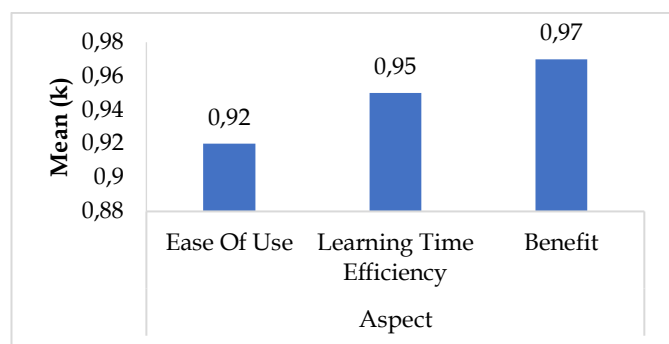 0,98
0,96
0,94
0,92
0,9
0,88
Mean (k)
0,92
0,95
0,97
Ease Of Use
Learning Time
Efficiency
Benefit
Aspect